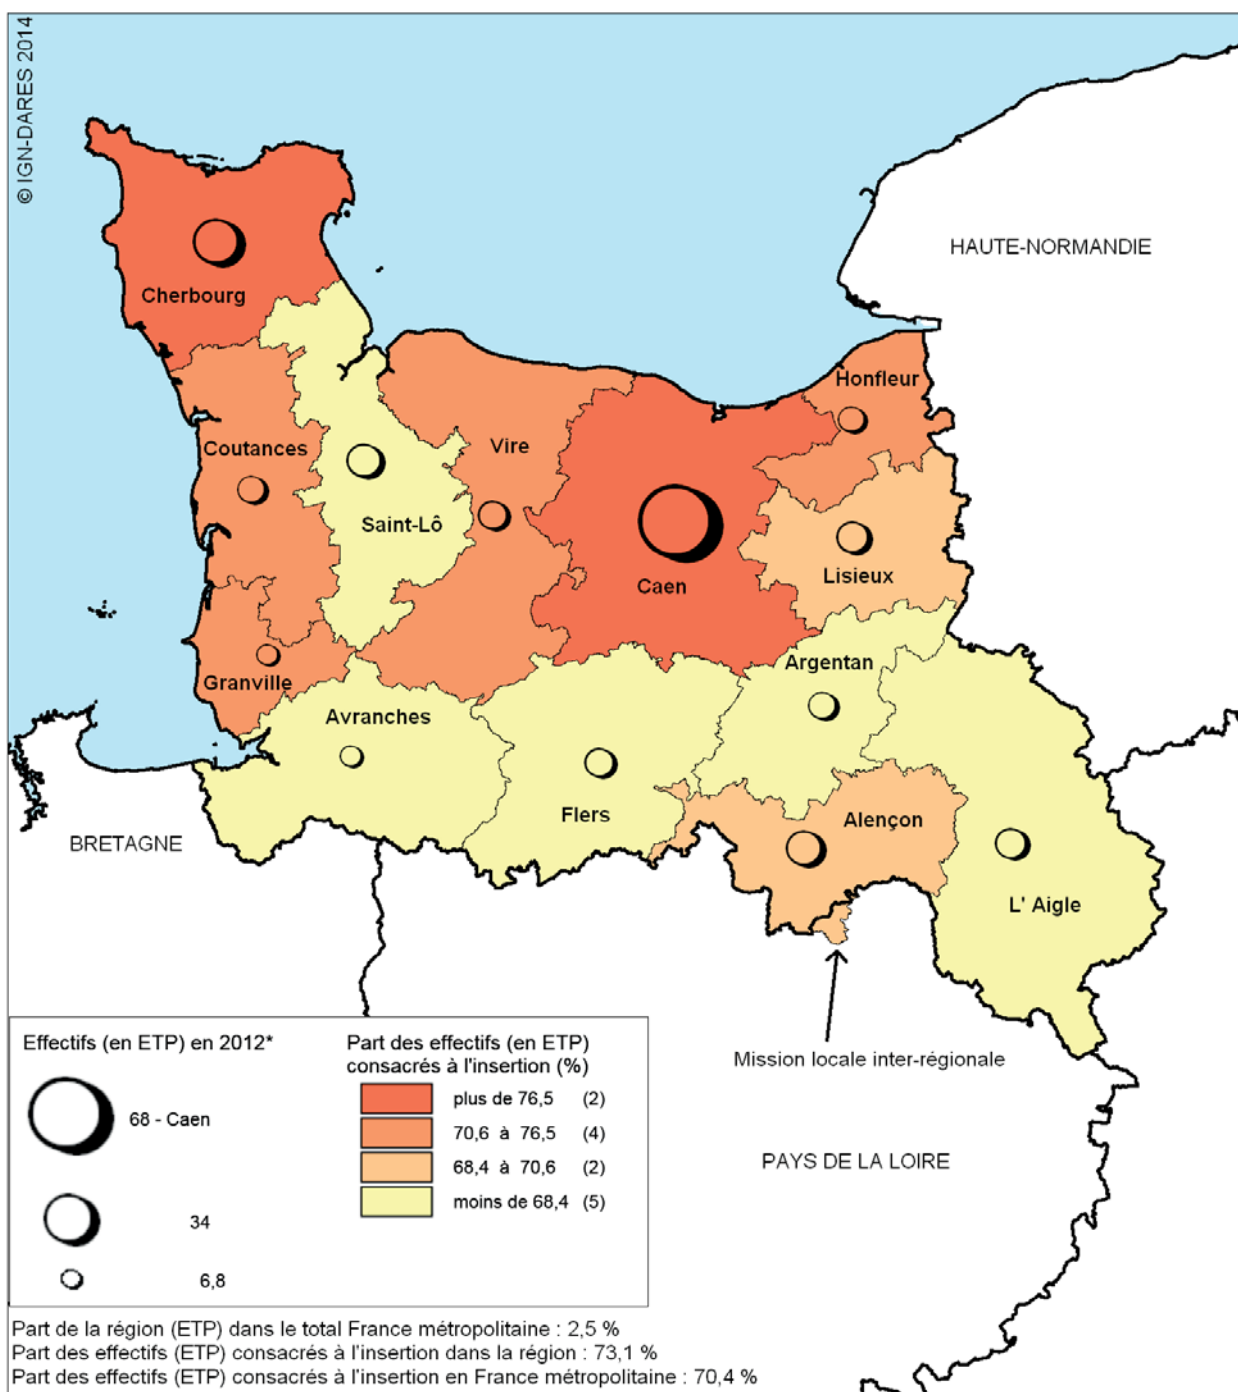 © IGN-DARES 2014
HAUTE-NORMANDIE
Cherbourg
Honfleur
Coutances
Vire
Saint-Lô
Caen
Lisieux
Argentan
Granville
Avranches
Flers
Alençon
BRETAGNE
L' Aigle
Mission locale inter-régionale
PAYS DE LA LOIRE
Effectifs (en ETP) en 2012*
68 - Caen
34
6,8
Part des effectifs (en ETP)
consacrés à l'insertion (%)
plus de 76,5 (2)
70,6 à 76,5 (4)
68,4 à 70,6 (2)
moins de 68,4 (5)
Part de la région (ETP) dans le total France métropolitaine : 2,5 %
Part des effectifs (ETP) consacrés à l'insertion dans la région : 73,1 %
Part des effectifs (ETP) consacrés à l'insertion en France métropolitaine : 70,4 %